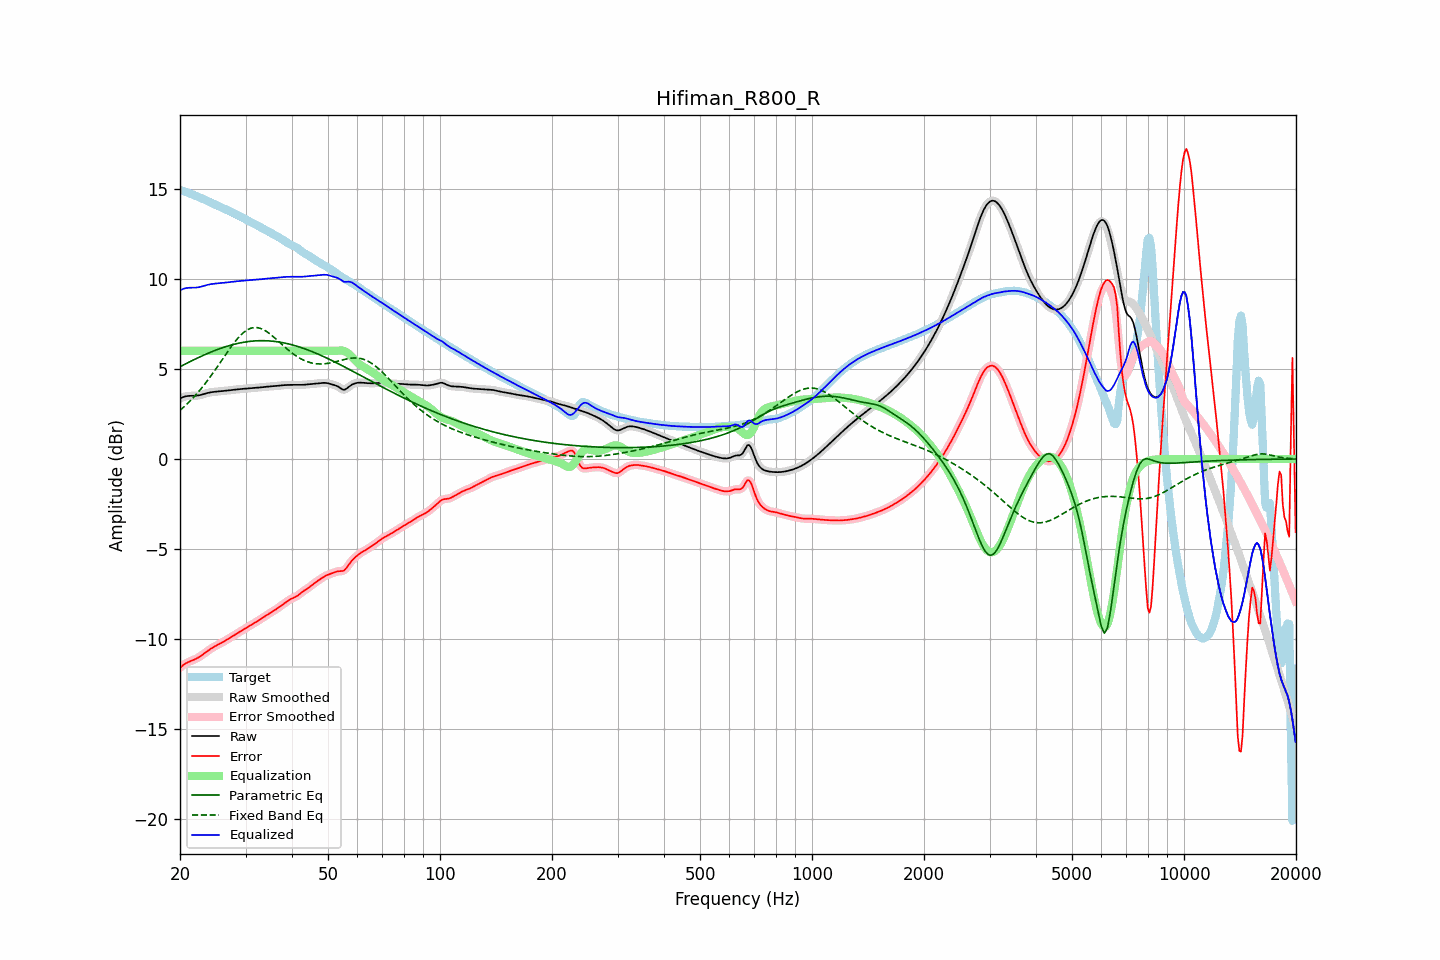 Hifiman_R800_R
Amplitude (dBr)
15
10
5
0
−5
−10
−15
−20
Target
Raw Smoothed
Error Smoothed
Raw
Error
Equalization
Parametric Eq
Fixed Band Eq
Equalized
20 50 100 200 500 1000 2000 5000 10000 20000
Frequency (Hz)